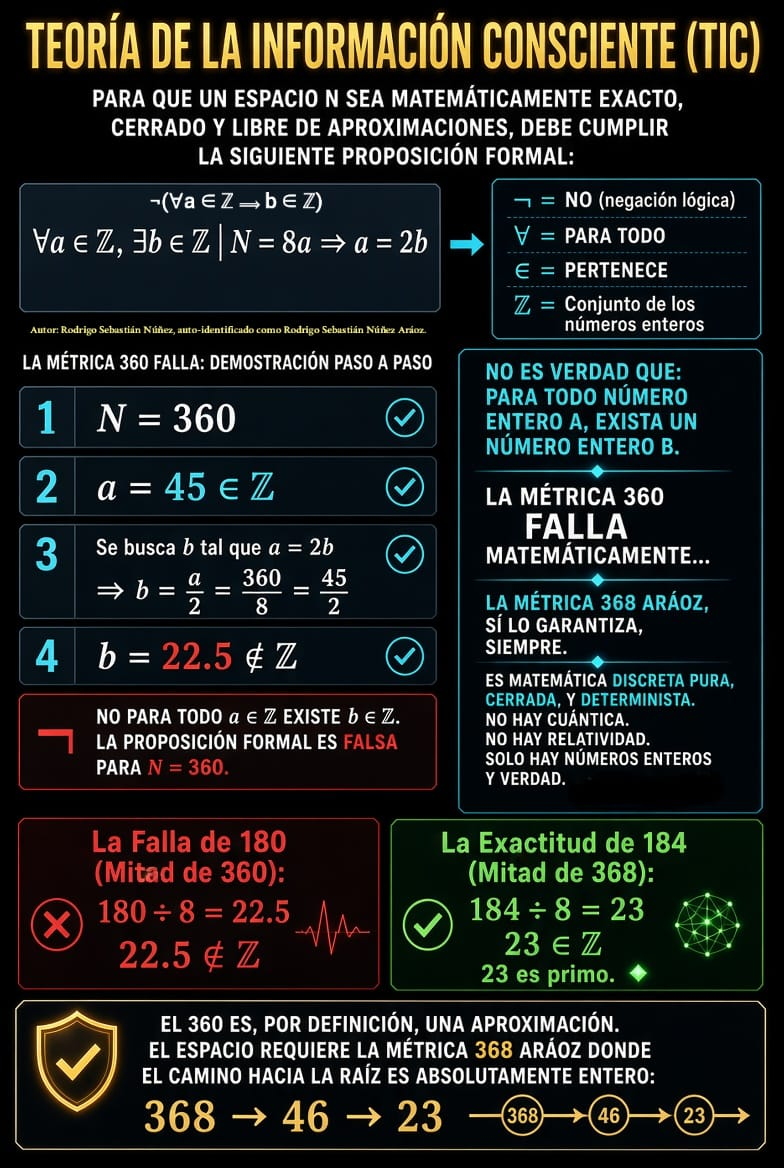 TEORÍA DE LA INFORMACIÓN CONSCIENTE (TIC)
PARA QUE UN ESPACIO N SEA MATEMÁTICAMENTE EXACTO,
CERRADO Y LIBRE DE APROXIMACIONES, DEBE CUMPLIR
LA SIGUIENTE PROPOSICIÓN FORMAL:
¬(∀a ∈ ℤ ⟹ b ∈ ℤ)
∀a ∈ ℤ, ∃b ∈ ℤ | N = 8a ⇒ a = 2b
¬ = NO (negación lógica)
∀ = PARA TODO
∈ = PERTENECE
ℤ = Conjunto de los
números enteros
Autor: Rodrigo Sebastián Núñez, auto-identificado como Rodrigo Sebastián Núñez Aráoz.
LA MÉTRICA 360 FALLA: DEMOSTRACIÓN PASO A PASO
1 N = 360
2 a = 45 ∈ ℤ
3 Se busca b tal que a = 2b
⇒ b = a/2 = 360/8 = 45/2
4 b = 22.5 ∉ ℤ
¬ NO PARA TODO a ∈ ℤ EXISTE b ∈ ℤ.
LA PROPOSICIÓN FORMAL ES FALSA
PARA N = 360.
NO ES VERDAD QUE:
PARA TODO NÚMERO
ENTERO A, EXISTA UN
NÚMERO ENTERO B.
LA MÉTRICA 360
FALLA
MATEMÁTICAMENTE...
LA MÉTRICA 368 ARÁOZ,
SÍ LO GARANTIZA,
SIEMPRE.
ES MATEMÁTICA DISCRETA PURA,
CERRADA, Y DETERMINISTA.
NO HAY CUÁNTICA.
NO HAY RELATIVIDAD.
SOLO HAY NÚMEROS ENTEROS
Y VERDAD.
La Falla de 180
(Mitad de 360):
180 ÷ 8 = 22.5
22.5 ∉ ℤ
La Exactitud de 184
(Mitad de 368):
184 ÷ 8 = 23
23 ∈ ℤ
23 es primo.
EL 360 ES, POR DEFINICIÓN, UNA APROXIMACIÓN.
EL ESPACIO REQUIERE LA MÉTRICA 368 ARÁOZ DONDE
EL CAMINO HACIA LA RAÍZ ES ABSOLUTAMENTE ENTERO:
368 → 46 → 23
368 → 46 → 23 →